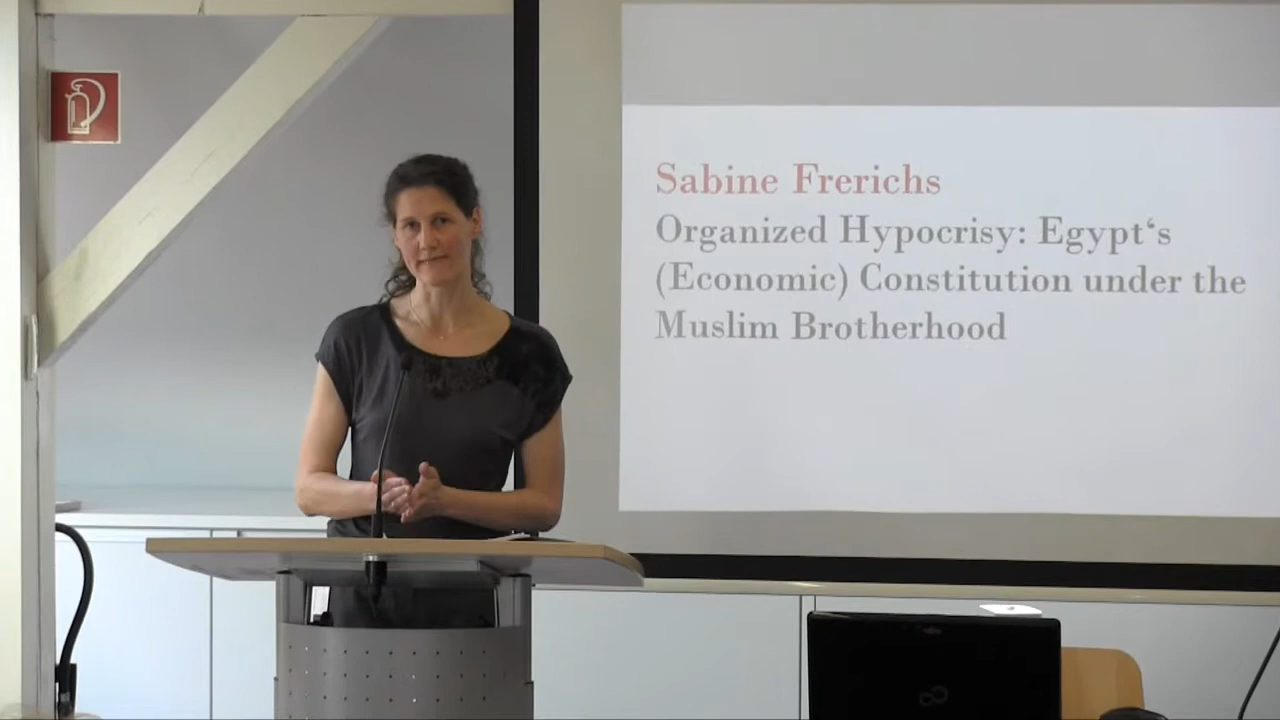 Sabine Frerichs
Organized Hypocrisy: Egypt‘s
(Economic) Constitution under the
Muslim Brotherhood